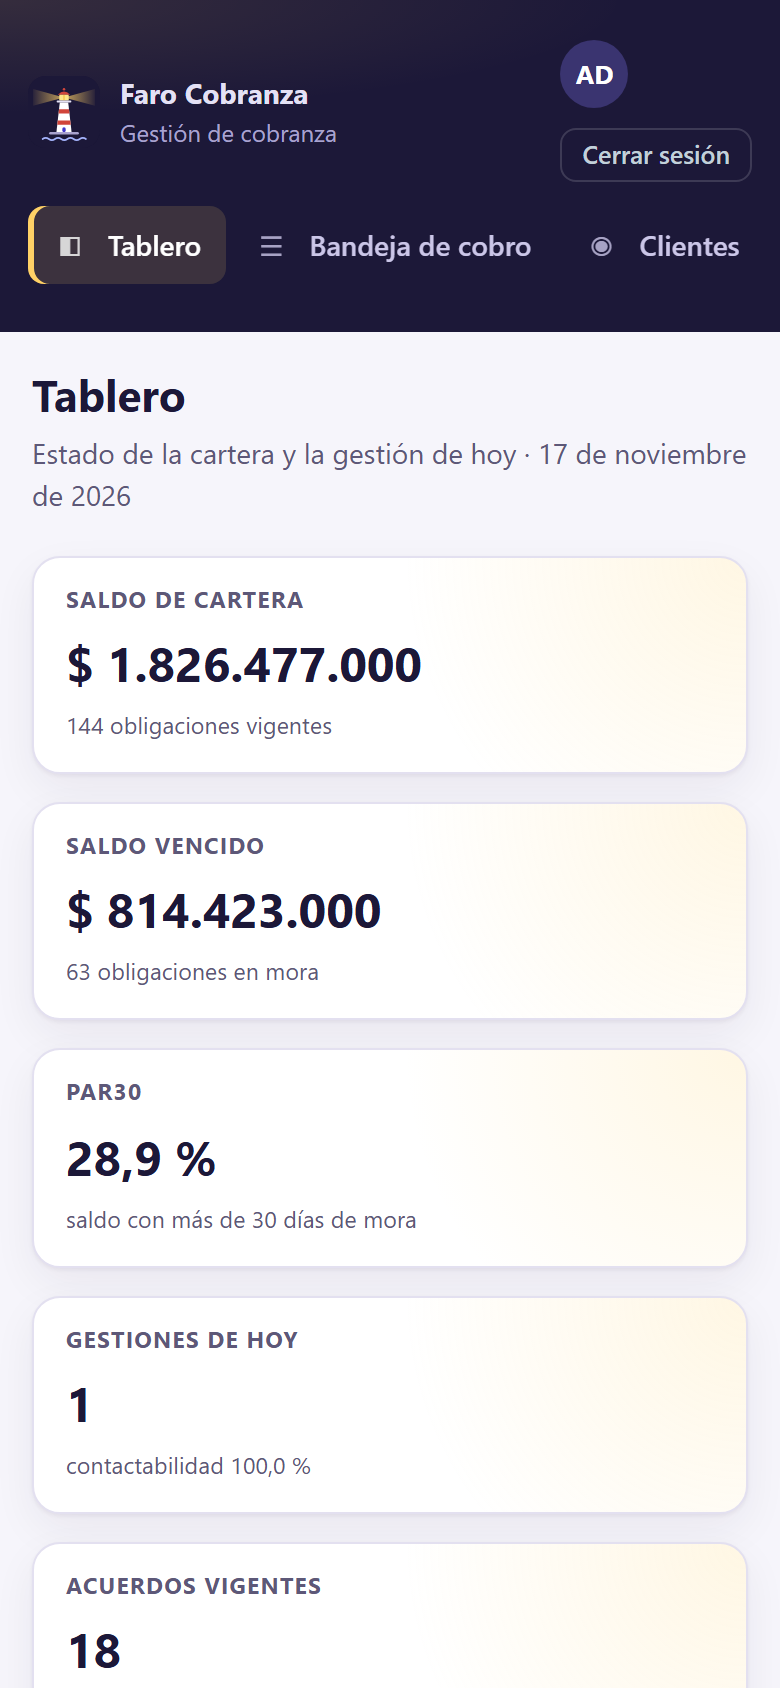 Faro Cobranza
Gestión de cobranza
AD
Cerrar sesión
Tablero
Bandeja de cobro
Clientes
Tablero
Estado de la cartera y la gestión de hoy · 17 de noviembre
de 2026
SALDO DE CARTERA
$ 1.826.477.000
144 obligaciones vigentes
SALDO VENCIDO
$ 814.423.000
63 obligaciones en mora
PAR30
28,9 %
saldo con más de 30 días de mora
GESTIONES DE HOY
1
contactabilidad 100,0 %
ACUERDOS VIGENTES
18